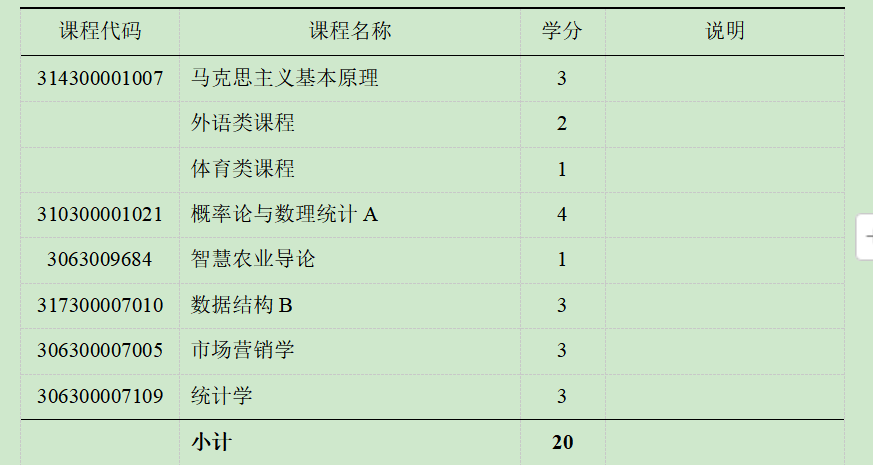 课程代码 课程名称 学分 说明
314300001007 马克思主义基本原理 3
外语类课程 2
体育类课程 1
310300001021 概率论与数理统计 A 4
3063009684 智慧农业导论 1
317300007010 数据结构 B 3
306300007005 市场营销学 3
306300007109 统计学 3
小计 20